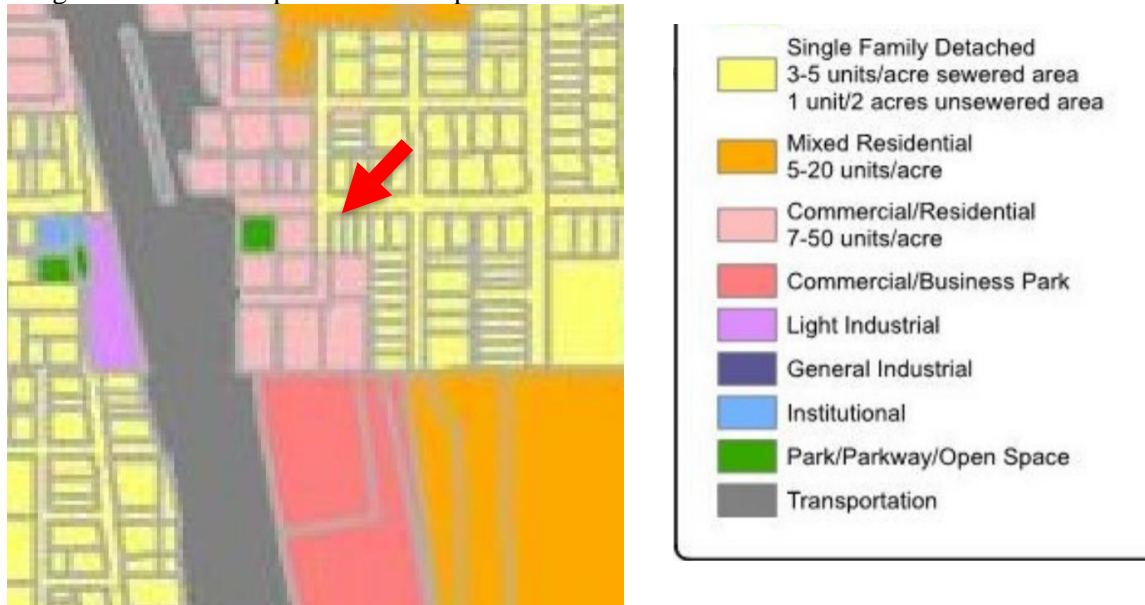 Single Family Detached
3-5 units/acre sewered area
1 unit/2 acres unsewered area
Mixed Residential
5-20 units/acre
Commercial/Residential
7-50 units/acre
Commercial/Business Park
Light Industrial
General Industrial
Institutional
Park/Parkway/Open Space
Transportation